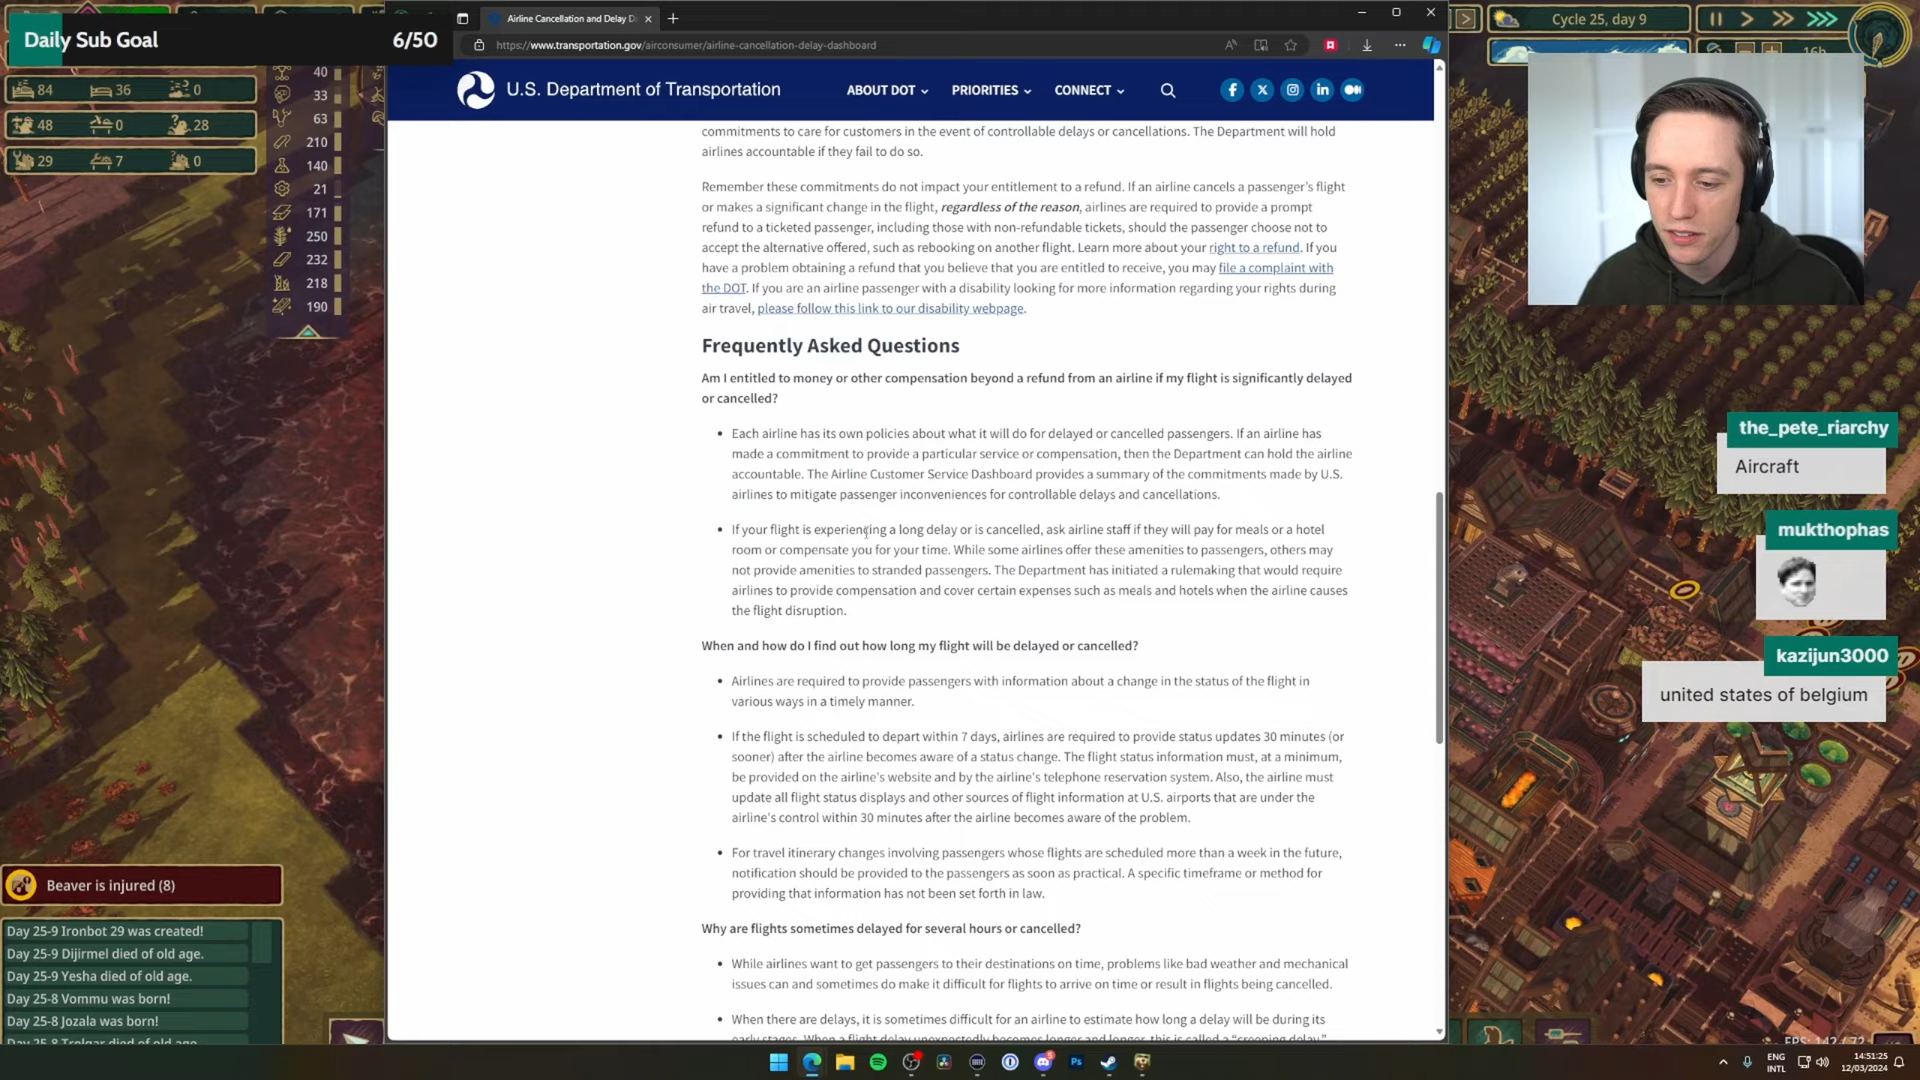 Daily Sub Goal
6/50
84
36
0
48
0
28
29
7
0
40
33
63
210
140
21
171
250
232
218
190
Airline Cancellation and Delay D
https://www.transportation.gov/airconsumer/airline-cancellation-delay-dashboard
U.S. Department of Transportation
ABOUT DOT
PRIORITIES
CONNECT
commitments to care for customers in the event of controllable delays or cancellations. The Department will hold
airlines accountable if they fail to do so.
Remember these commitments do not impact your entitlement to a refund. If an airline cancels a passenger's flight
or makes a significant change in the flight, regardless of the reason, airlines are required to provide a prompt
refund to a ticketed passenger, including those with non-refundable tickets, should the passenger choose not to
accept the alternative offered, such as rebooking on another flight. Learn more about your right to a refund. If you
have a problem obtaining a refund that you believe that you are entitled to receive, you may file a complaint with
the DOT. If you are an airline passenger with a disability looking for more information regarding your rights during
air travel, please follow this link to our disability webpage.
Frequently Asked Questions
Am I entitled to money or other compensation beyond a refund from an airline if my flight is significantly delayed
or cancelled?
• Each airline has its own policies about what it will do for delayed or cancelled passengers. If an airline has
made a commitment to provide a particular service or compensation, then the Department can hold the airline
accountable. The Airline Customer Service Dashboard provides a summary of the commitments made by U.S.
airlines to mitigate passenger inconveniences for controllable delays and cancellations.
• If your flight is experiencing a long delay or is cancelled, ask airline staff if they will pay for meals or a hotel
room or compensate you for your time. While some airlines offer these amenities to passengers, others may
not provide amenities to stranded passengers. The Department has initiated a rulemaking that would require
airlines to provide compensation and cover certain expenses such as meals and hotels when the airline causes
the flight disruption.
When and how do I find out how long my flight will be delayed or cancelled?
• Airlines are required to provide passengers with information about a change in the status of the flight in
various ways in a timely manner.
• If the flight is scheduled to depart within 7 days, airlines are required to provide status updates 30 minutes (or
sooner) after the airline becomes aware of a status change. The flight status information must, at a minimum,
be provided on the airline's website and by the airline's telephone reservation system. Also, the airline must
update all flight status displays and other sources of flight information at U.S. airports that are under the
airline's control within 30 minutes after the airline becomes aware of the problem.
• For travel itinerary changes involving passengers whose flights are scheduled more than a week in the future,
notification should be provided to the passengers as soon as practical. A specific timeframe or method for
providing that information has not been set forth in law.
Why are flights sometimes delayed for several hours or cancelled?
• While airlines want to get passengers to their destinations on time, problems like bad weather and mechanical
issues can and sometimes do make it difficult for flights to arrive on time or result in flights being cancelled.
• When there are delays, it is sometimes difficult for an airline to estimate how long a delay will be during its
early stages. When a flight delay unexpectedly becomes longer and longer, this is called a "creeping delay."
Cycle 25, day 9
16h
the_pete_riarchy
Aircraft
mukthophas
kazijun3000
united states of belgium
Beaver is injured (8)
Day 25-9 Ironbot 29 was created!
Day 25-9 Dijirmel died of old age.
Day 25-9 Yesha died of old age.
Day 25-8 Vommu was born!
Day 25-8 Jozala was born!
Day 25-8 Trolgar died of old age.
FPS: 142 / 72
ENG
INTL
14:51:25
12/03/2024